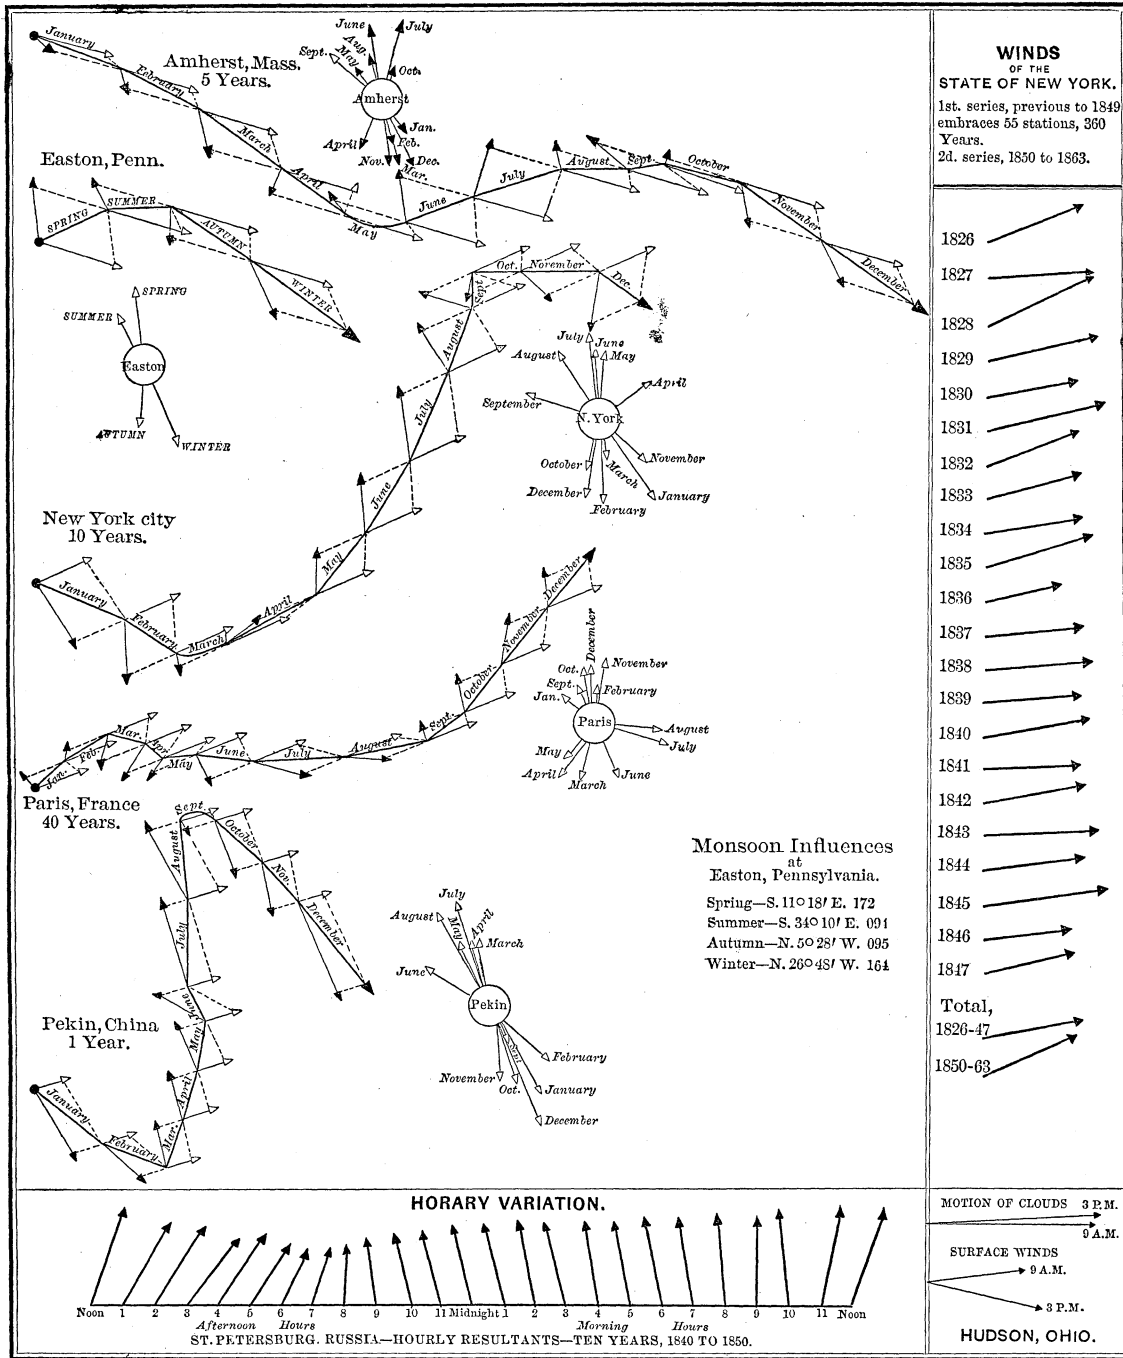 January
February
March
April
May
June
July
August
Sept.
October
November
December
Amherst, Mass.
5 Years.
June
July
Aug.
May
Sept.
Oct.
Amherst
Jan.
Feb.
April
Nov.
Mar.
Dec.
Easton, Penn.
SPRING
SUMMER
AUTUMN
WINTER
SPRING
SUMMER
Easton
AUTUMN
WINTER
New York city
10 Years.
January
February
March
April
May
June
July
August
Sept
Oct.
November
Dec.
July
June
May
August
April
September
N. York
October
March
November
December
January
February
Paris, France
40 Years.
Jan.
Feb.
Mar.
Apr.
May
June
July
August
Sept.
October
November
December
December
November
Oct.
Sept.
February
Jan.
Paris
August
July
May
April
June
March
Pekin, China
1 Year.
January
February
Mar.
April
May
June
July
August
Sept.
October
Nov.
December
July
August
May
April
March
June
Pekin
Sept.
February
November
Oct.
January
December
Monsoon Influences
at
Easton, Pennsylvania.
Spring—S. 11° 18′ E. 172
Summer—S. 34° 10′ E. 091
Autumn—N. 5° 28′ W. 095
Winter—N. 26° 48′ W. 164
WINDS
OF THE
STATE OF NEW YORK.
1st. series, previous to 1849
embraces 55 stations, 360
Years.
2d. series, 1850 to 1863.
1826
1827
1828
1829
1830
1831
1832
1833
1834
1835
1836
1837
1838
1839
1840
1841
1842
1843
1844
1845
1846
1847
Total,
1826-47
1850-63
HORARY VARIATION.
Noon 1 2 3 4 5 6 7 8 9 10 11 Midnight 1 2 3 4 5 6 7 8 9 10 11 Noon
Afternoon Hours Morning Hours
ST. PETERSBURG. RUSSIA—HOURLY RESULTANTS—TEN YEARS, 1840 TO 1850.
MOTION OF CLOUDS 3 P.M.
9 A.M.
SURFACE WINDS
9 A.M.
3 P.M.
HUDSON, OHIO.